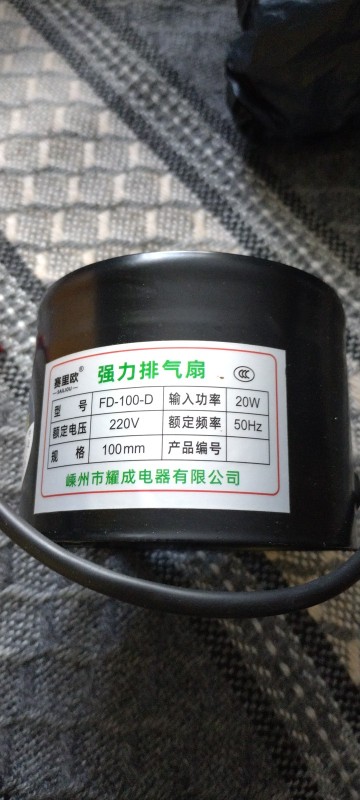 赛里欧® 强力排气扇 CCC
SAILIOU
型号 FD-100-D 输入功率 20W
额定电压 220V 额定频率 50Hz
规格 100mm 产品编号
嵊州市耀成电器有限公司